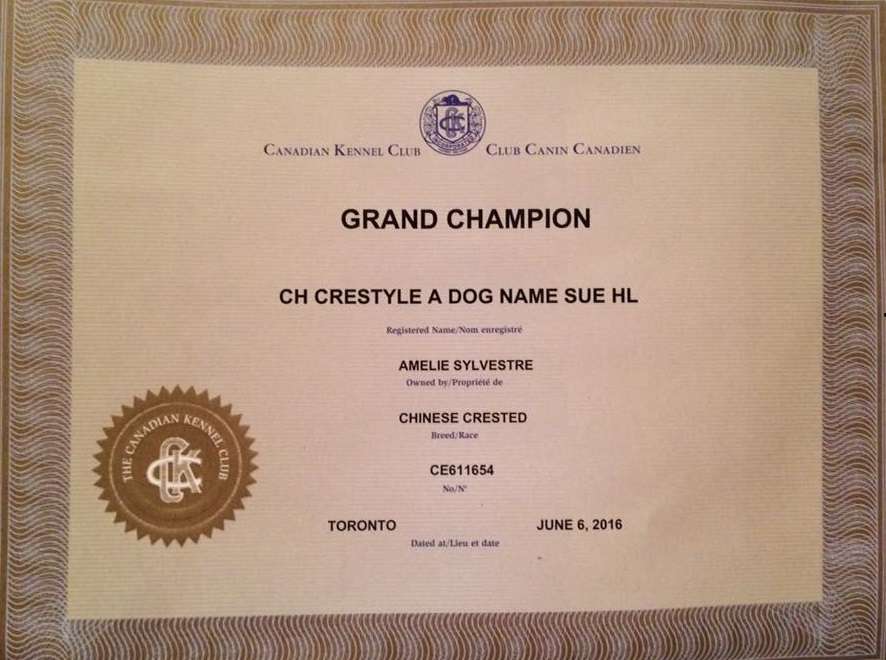 CANADIAN KENNEL CLUB CLUB CANIN CANADIEN
GRAND CHAMPION
CH CRESTYLE A DOG NAME SUE HL
Registered Name/Nom enregistré
AMELIE SYLVESTRE
Owned by/Propriété de
CHINESE CRESTED
Breed/Race
CE611654
No/N°
TORONTO JUNE 6, 2016
Dated at/Lieu et date
THE CANADIAN KENNEL CLUB
CKC